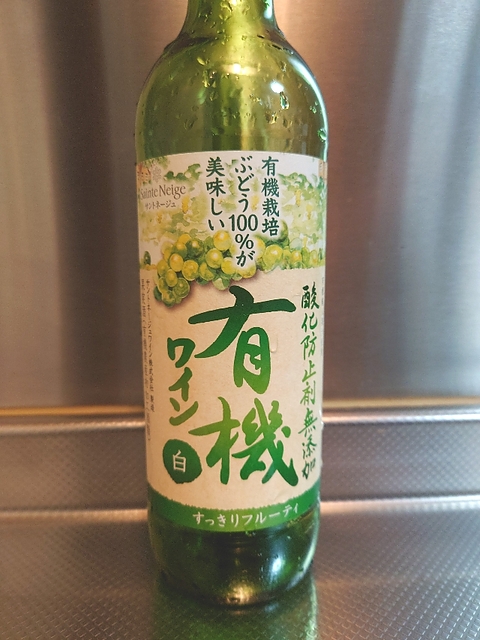 Sainte Neige
サントネージュ
有機栽培
ぶどう100%が
美味しい
酸化防止剤無添加
有機
ワイン
白
すっきりフルーティ